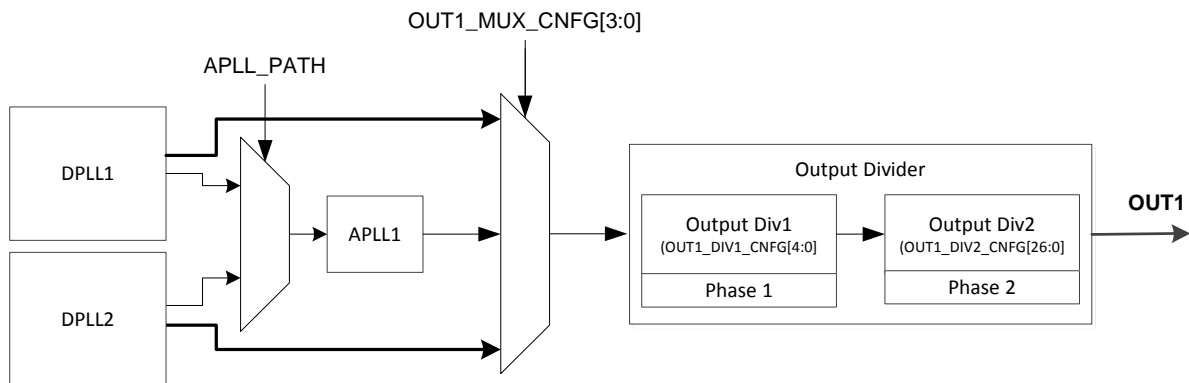 OUT1_MUX_CNFG[3:0]
APLL_PATH
DPLL1
DPLL2
APLL1
Output Divider
Output Div1
(OUT1_DIV1_CNFG[4:0])
Phase 1
Output Div2
(OUT1_DIV2_CNFG[26:0])
Phase 2
OUT1